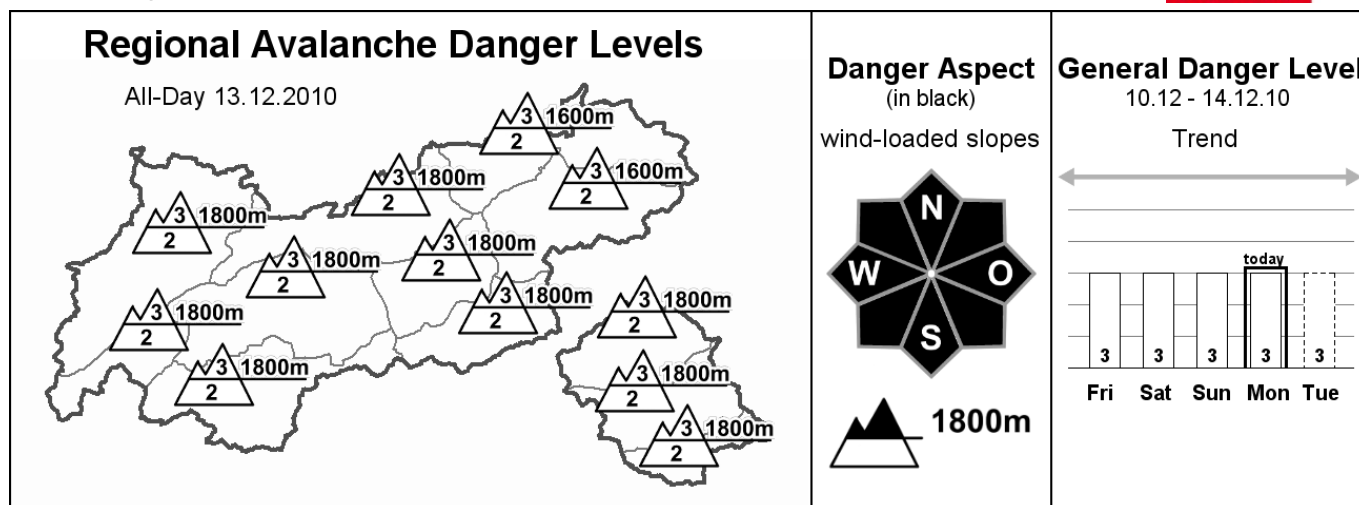 Regional Avalanche Danger Levels
All-Day 13.12.2010
3 1600m
2
3 1600m
2
3 1800m
2
3 1800m
2
3 1800m
2
3 1800m
2
3 1800m
2
3 1800m
2
3 1800m
2
3 1800m
2
3 1800m
2
3 1800m
2
Danger Aspect
(in black)
wind-loaded slopes
N
W O
S
1800m
General Danger Level
10.12 - 14.12.10
Trend
today
3 3 3 3 3
Fri Sat Sun Mon Tue